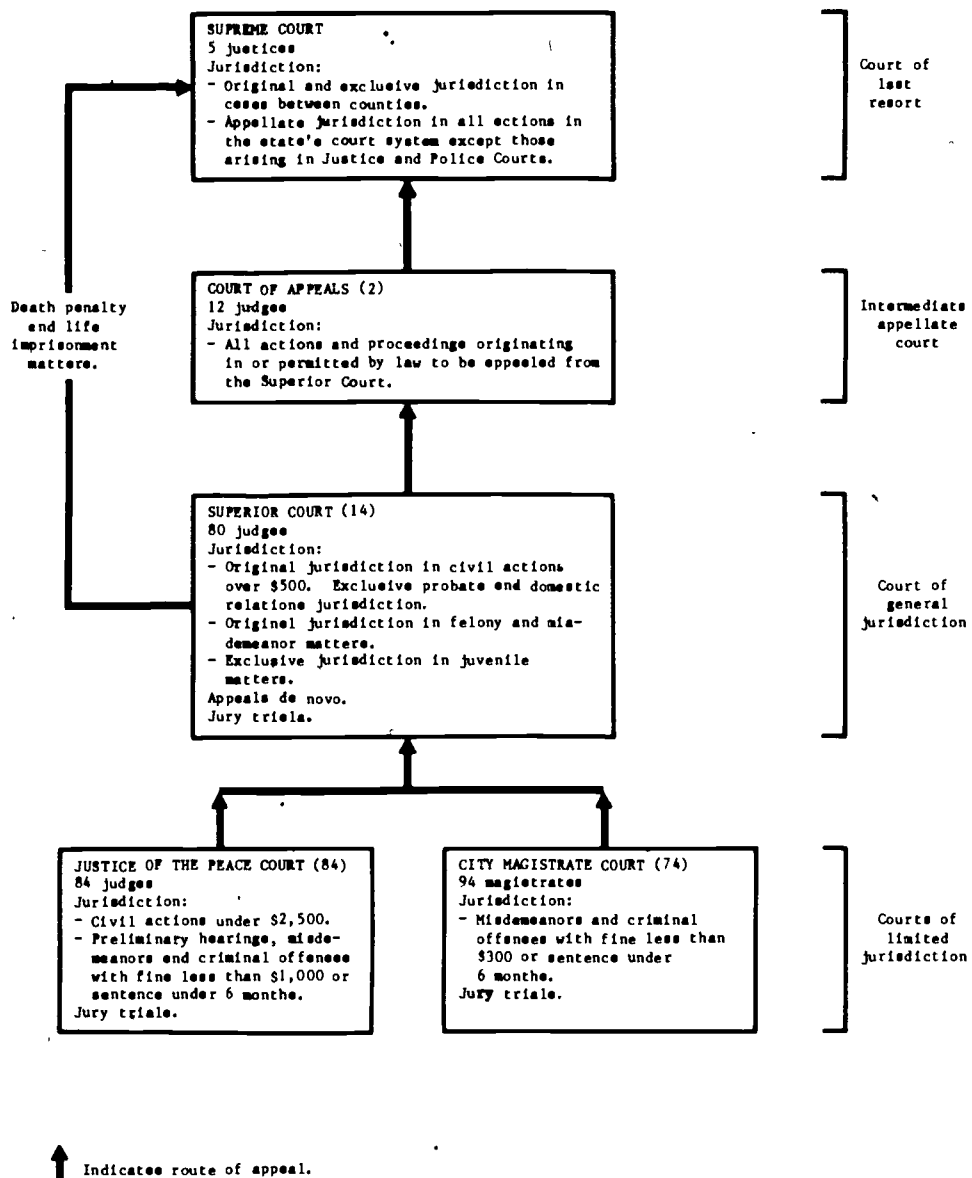 SUPREME COURT
5 justices
Jurisdiction:
- Original and exclusive jurisdiction in
cases between counties.
- Appellate jurisdiction in all actions in
the state's court system except those
arising in Justice and Police Courts.
Court of
last
resort
Death penalty
and life
imprisonment
matters.
COURT OF APPEALS (2)
12 judges
Jurisdiction:
- All actions and proceedings originating
in or permitted by law to be appealed from
the Superior Court.
Intermediate
appellate
court
SUPERIOR COURT (14)
80 judges
Jurisdiction:
- Original jurisdiction in civil actions
over $500. Exclusive probate and domestic
relations jurisdiction.
- Original jurisdiction in felony and mis-
demeanor matters.
- Exclusive jurisdiction in juvenile
matters.
Appeals de novo.
Jury trials.
Court of
general
jurisdiction
JUSTICE OF THE PEACE COURT (84)
84 judges
Jurisdiction:
- Civil actions under $2,500.
- Preliminary hearings, misde-
meanors and criminal offenses
with fine less than $1,000 or
sentence under 6 months.
Jury trials.
CITY MAGISTRATE COURT (74)
94 magistrates
Jurisdiction:
- Misdemeanors and criminal
offenses with fine less than
$300 or sentence under
6 months.
Jury trials.
Courts of
limited
jurisdiction
Indicates route of appeal.